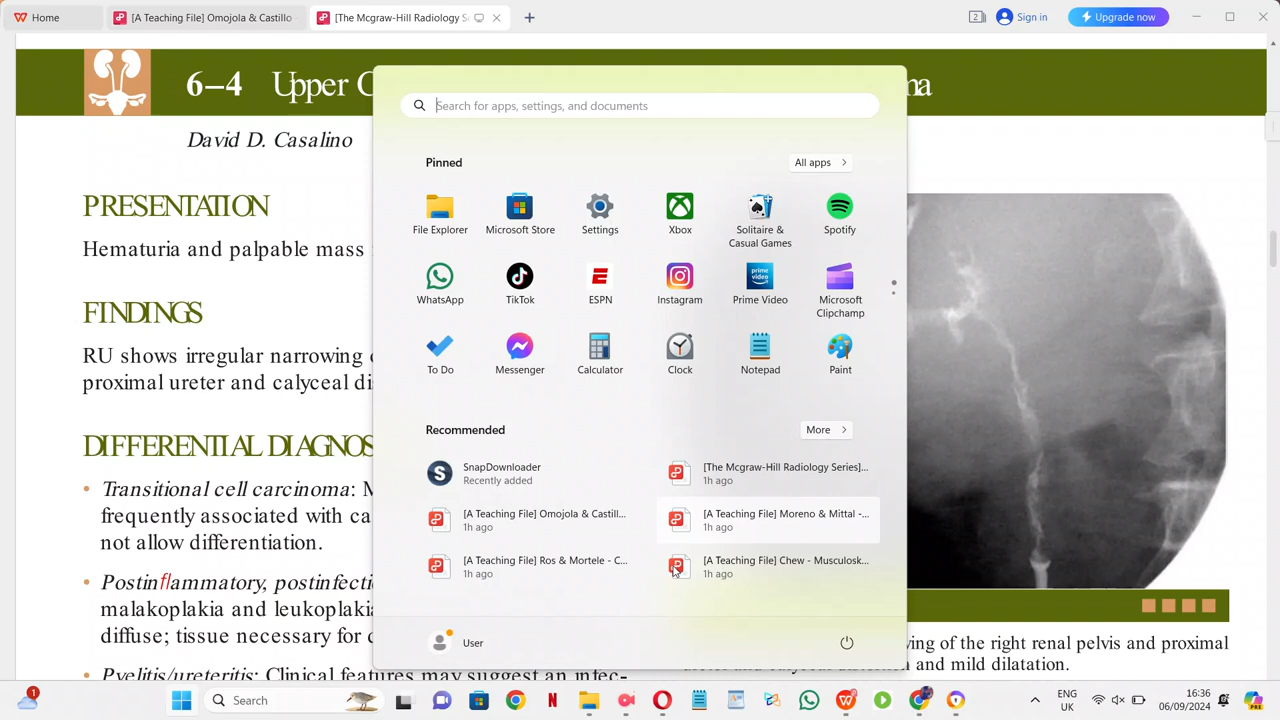 Home
[A Teaching File] Omojola & Castillo
[The Mcgraw-Hill Radiology S
2
Sign in
Upgrade now
6–4 Upper
ma
David D. Casalino
PRESENTATION
Hematuria and palpable mass
FINDINGS
RU shows irregular narrowing
proximal ureter and calyceal di
DIFFERENTIAL DIAGNOS
• Transitional cell carcinoma: M
frequently associated with ca
not allow differentiation.
• Postinflammatory, postinfecti
malakoplakia and leukoplakia
diffuse; tissue necessary for d
• Pyelitis/ureteritis: Clinical features may suggest an infec-
ving of the right renal pelvis and proximal
and mild dilatation.
Search for apps, settings, and documents
Pinned
All apps
File Explorer
Microsoft Store
Settings
Xbox
Solitaire &
Casual Games
Spotify
WhatsApp
TikTok
ESPN
Instagram
Prime Video
Microsoft
Clipchamp
To Do
Messenger
Calculator
Clock
Notepad
Paint
Recommended
More
SnapDownloader
Recently added
[The Mcgraw-Hill Radiology Series]...
1h ago
[A Teaching File] Omojola & Castill...
1h ago
[A Teaching File] Moreno & Mittal -...
1h ago
[A Teaching File] Ros & Mortele - C...
1h ago
[A Teaching File] Chew - Musculosk...
1h ago
User
1
Search
ENG
UK
16:36
06/09/2024